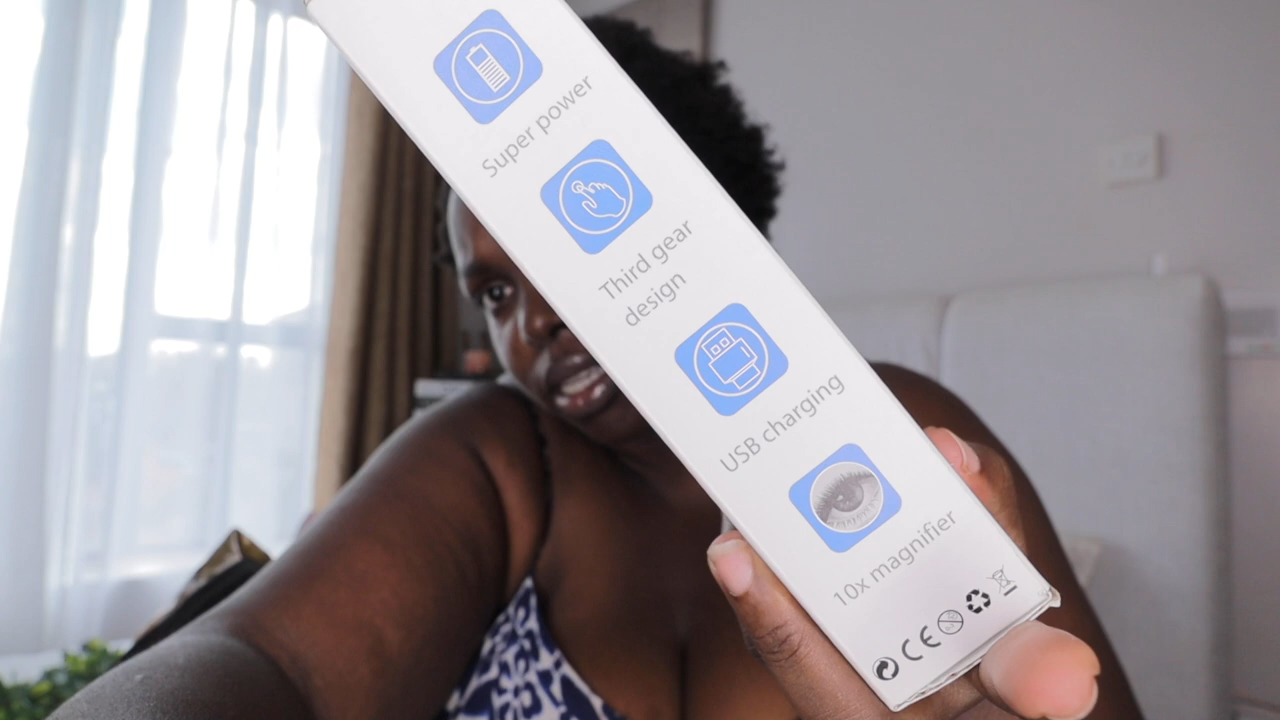 Super power
Third gear
design
USB charging
10x magnifier
CE